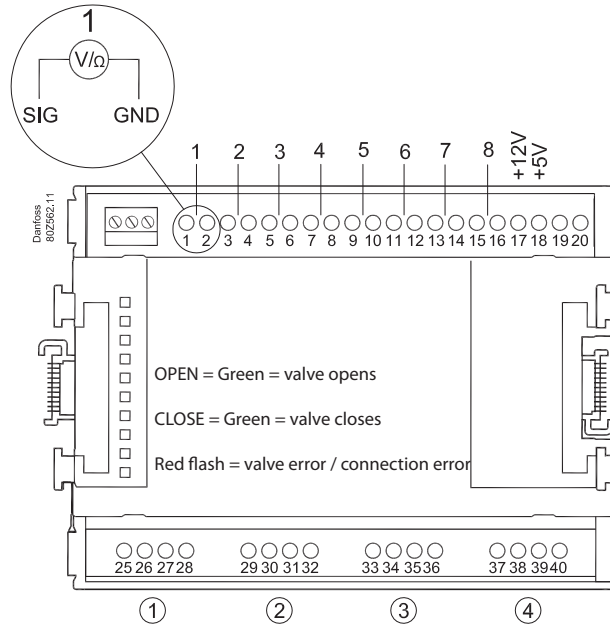 1
V/Ω
SIG GND
1 2 3 4 5 6 7 8 +12V +5V
Danfoss
80Z562.11
1 2 3 4 5 6 7 8 9 10 11 12 13 14 15 16 17 18 19 20
OPEN = Green = valve opens
CLOSE = Green = valve closes
Red flash = valve error / connection error
25 26 27 28 29 30 31 32 33 34 35 36 37 38 39 40
1 2 3 4